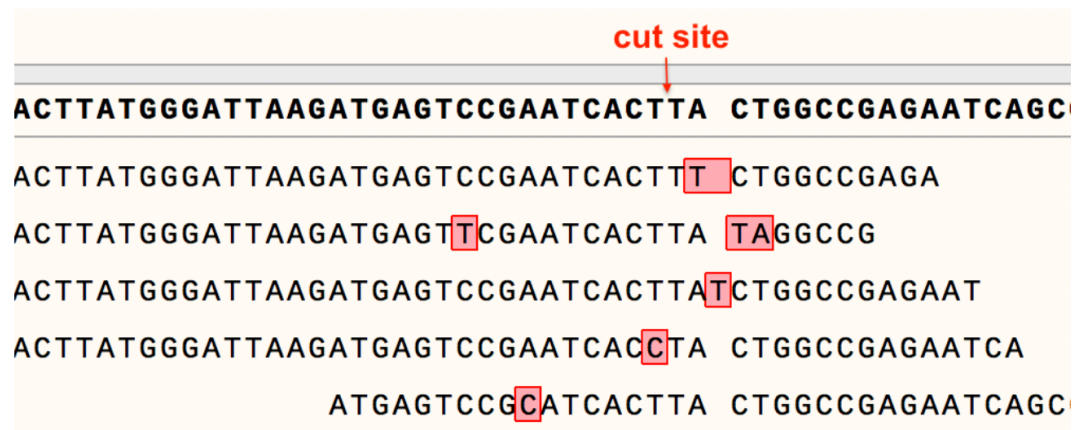 cut site
ACTTATGGGATTAAGATGAGTCCGAATCACTTA CTGGCCGAGAATCAGC
ACTTATGGGATTAAGATGAGTCCGAATCACTTT CTGGCCGAGA
ACTTATGGGATTAAGATGAGTTCGAATCACTTA TAGGCCG
ACTTATGGGATTAAGATGAGTCCGAATCACTTATCTGGCCGAGAAT
ACTTATGGGATTAAGATGAGTCCGAATCACCTA CTGGCCGAGAATCA
ATGAGTCCGCATCACTTA CTGGCCGAGAATCAGC